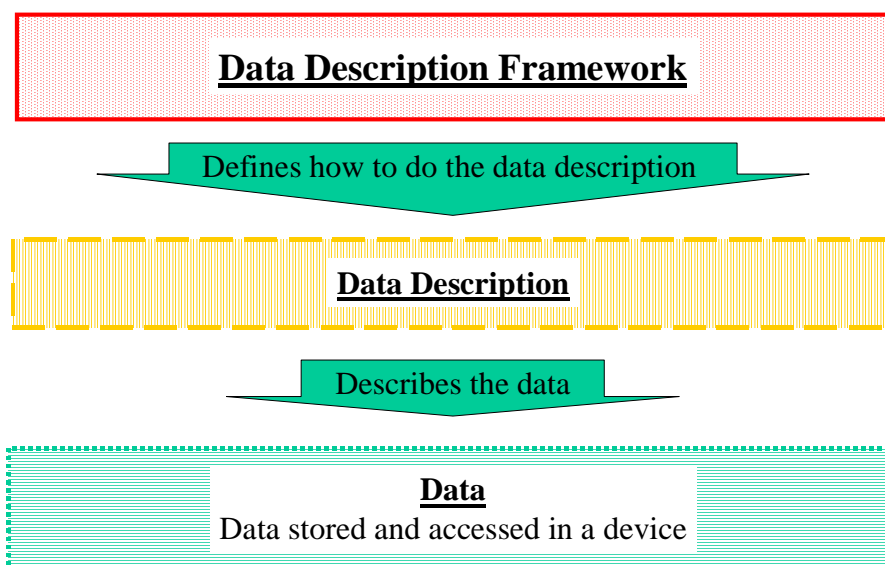 Data Description Framework
Defines how to do the data description
Data Description
Describes the data
Data
Data stored and accessed in a device